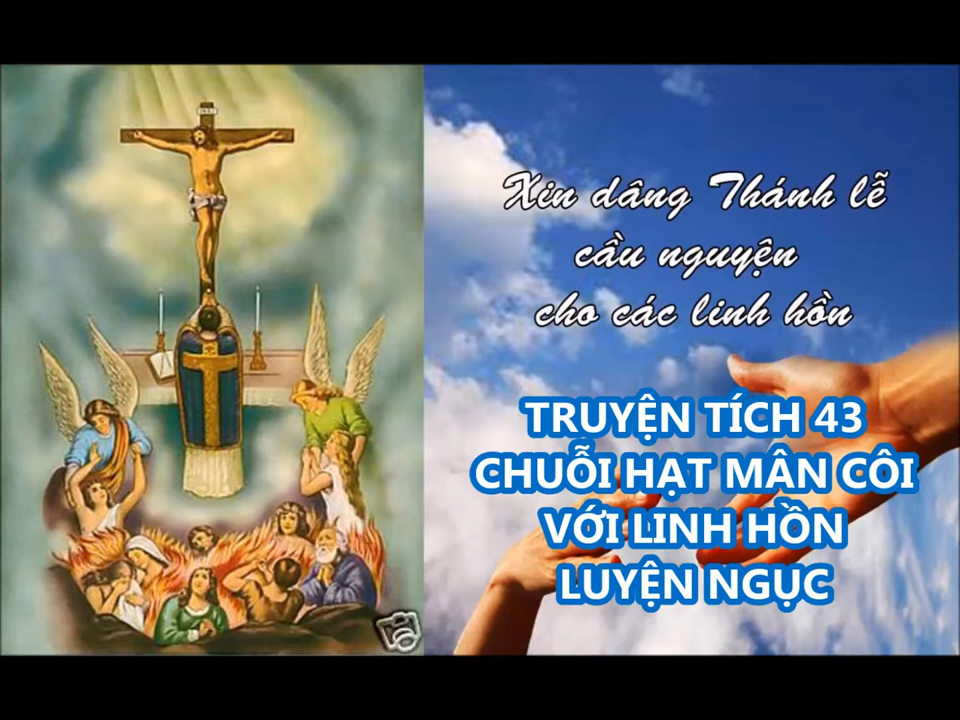 Xin dâng Thánh lễ
cầu nguyện
cho các linh hồn
TRUYỆN TÍCH 43
CHUỖI HẠT MÂN CÔI
VỚI LINH HỒN
LUYỆN NGỤC